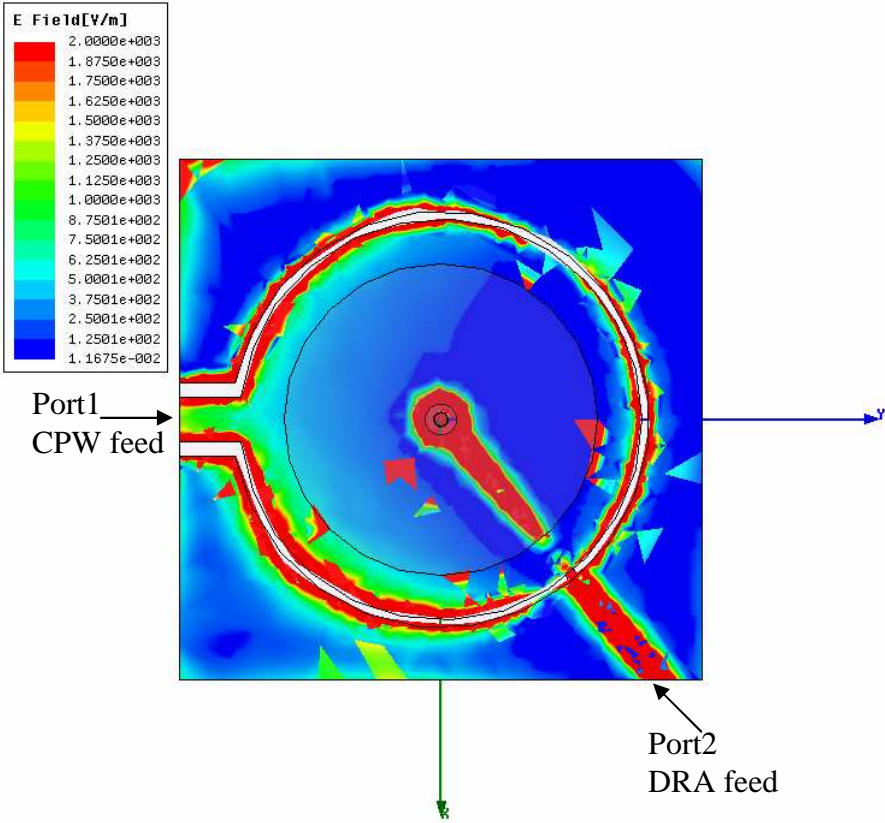 E Field[V/m]
2.0000e+003
1.8750e+003
1.7500e+003
1.6250e+003
1.5000e+003
1.3750e+003
1.2500e+003
1.1250e+003
1.0000e+003
8.7501e+002
7.5001e+002
6.2501e+002
5.0001e+002
3.7501e+002
2.5001e+002
1.2501e+002
1.1675e-002
Port1
CPW feed
Y
Port2
DRA feed
X